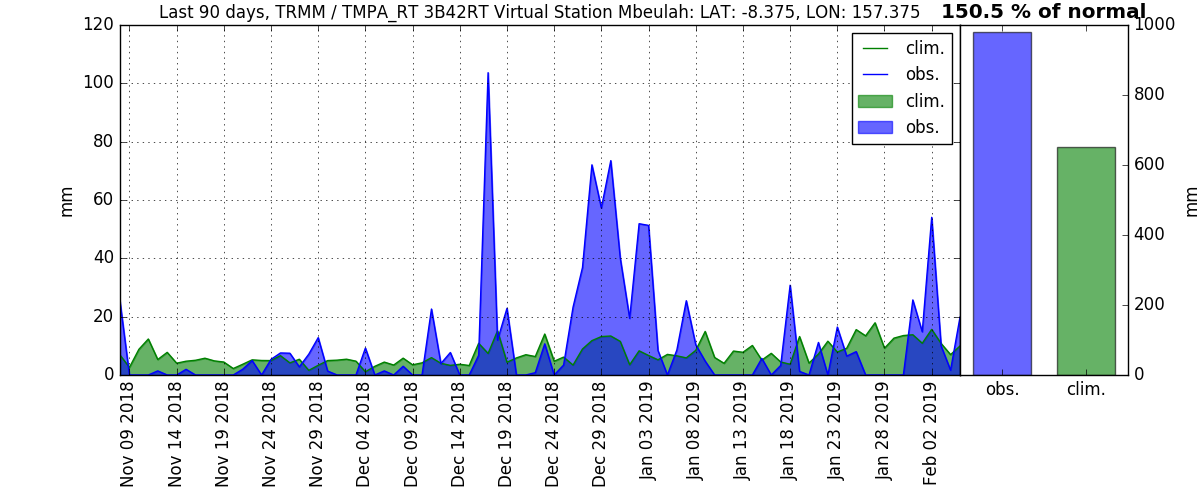 Last 90 days, TRMM / TMPA_RT 3B42RT Virtual Station Mbeulah: LAT: -8.375, LON: 157.375
150.5 % of normal
120
100
80
60
40
20
0
mm
clim.
obs.
clim.
obs.
Nov 09 2018
Nov 14 2018
Nov 19 2018
Nov 24 2018
Nov 29 2018
Dec 04 2018
Dec 09 2018
Dec 14 2018
Dec 19 2018
Dec 24 2018
Dec 29 2018
Jan 03 2019
Jan 08 2019
Jan 13 2019
Jan 18 2019
Jan 23 2019
Jan 28 2019
Feb 02 2019
1000
800
600
400
200
0
mm
obs.
clim.